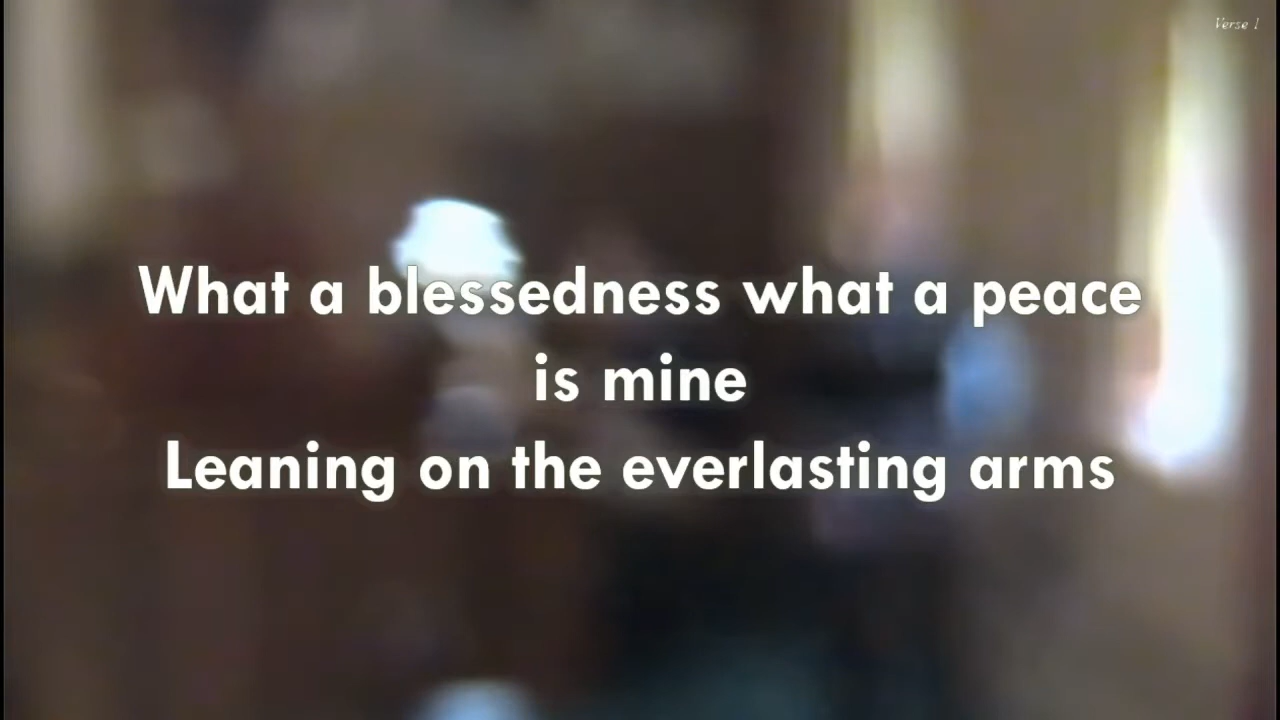 Verse 1
What a blessedness what a peace
is mine
Leaning on the everlasting arms